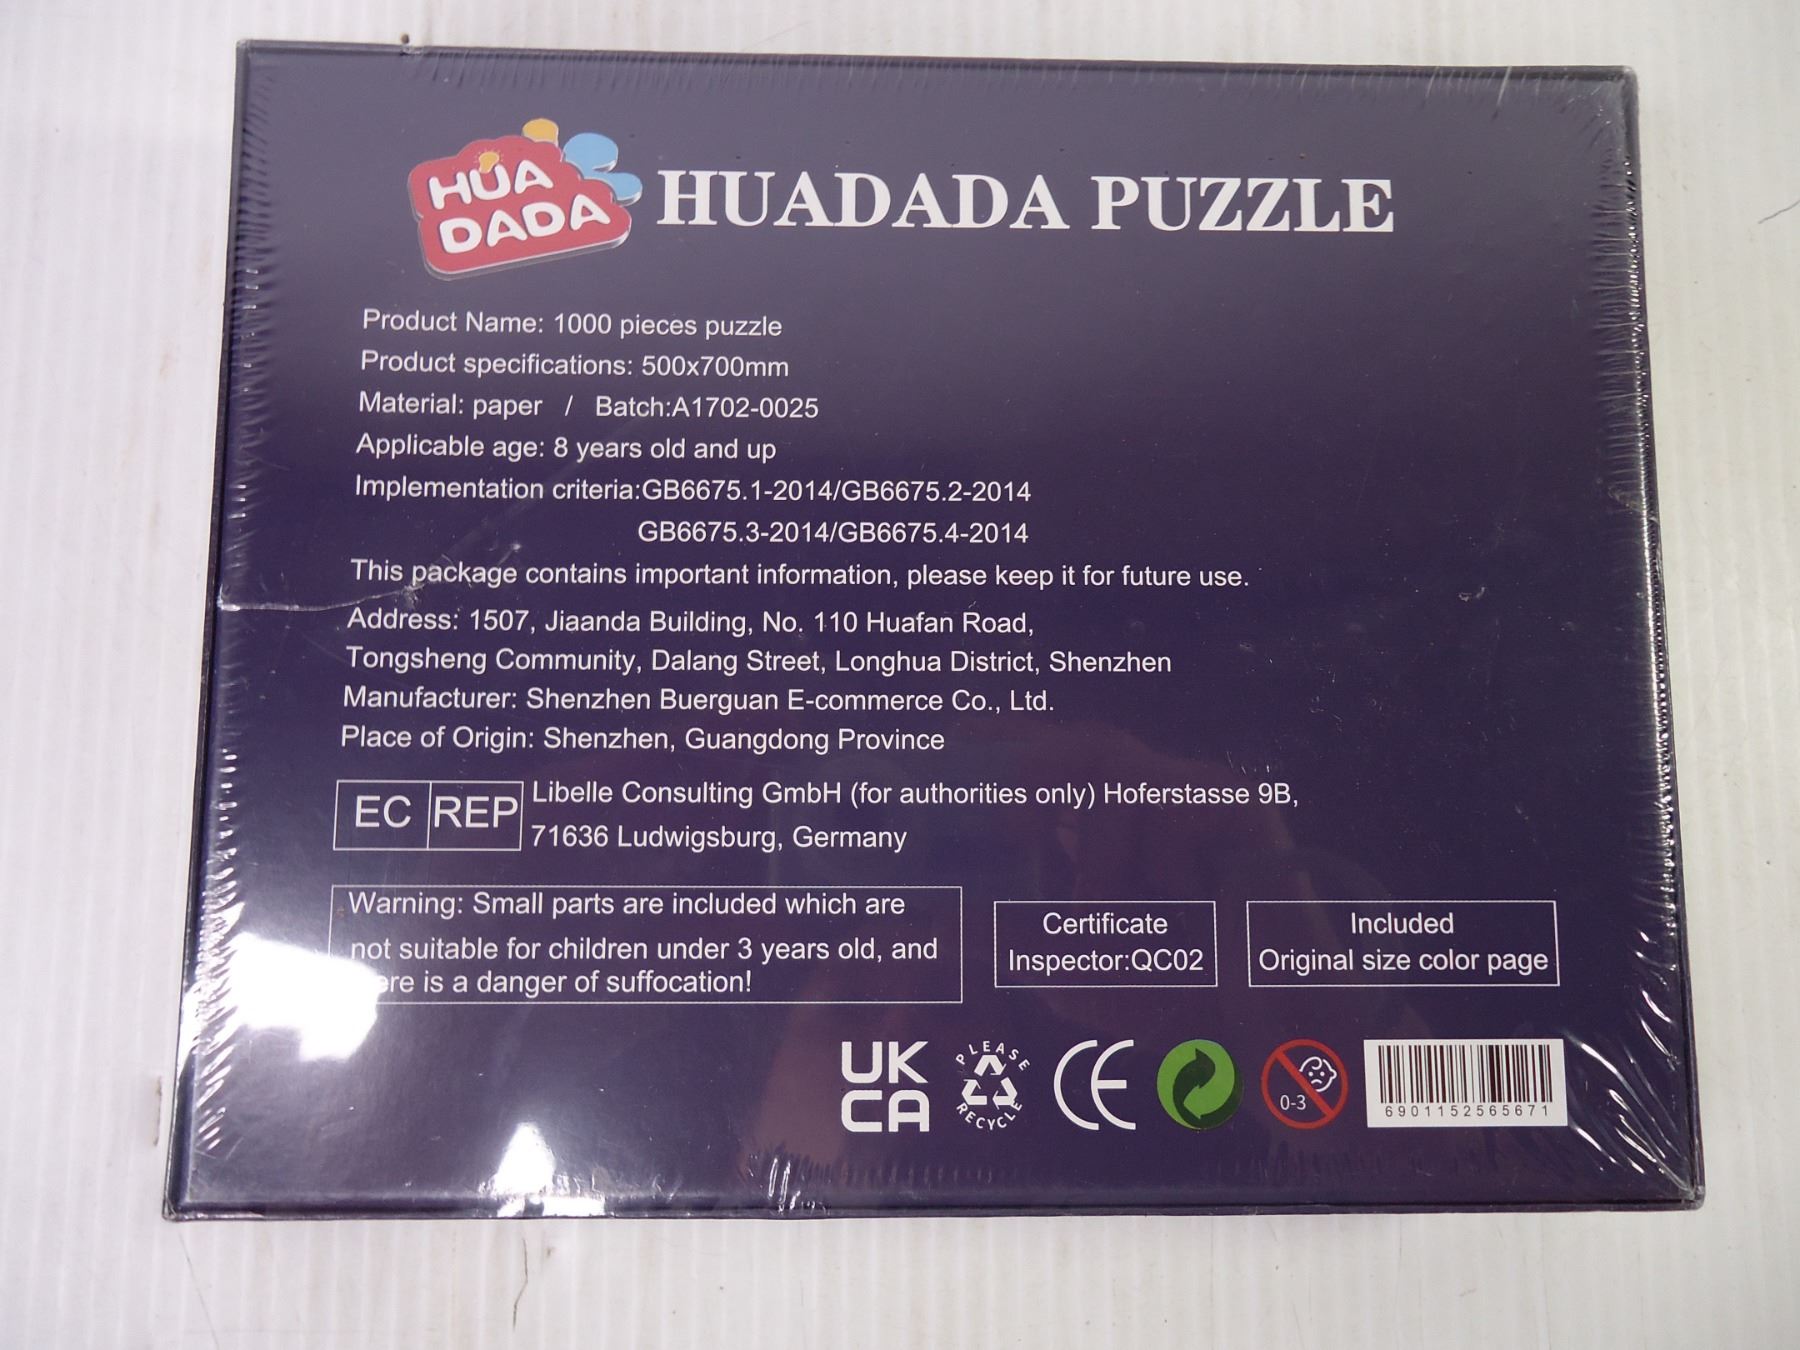 HUA
DADA
HUADADA PUZZLE
Product Name: 1000 pieces puzzle
Product specifications: 500x700mm
Material: paper / Batch:A1702-0025
Applicable age: 8 years old and up
Implementation criteria:GB6675.1-2014/GB6675.2-2014
GB6675.3-2014/GB6675.4-2014
This package contains important information, please keep it for future use.
Address: 1507, Jiaanda Building, No. 110 Huafan Road,
Tongsheng Community, Dalang Street, Longhua District, Shenzhen
Manufacturer: Shenzhen Buerguan E-commerce Co., Ltd.
Place of Origin: Shenzhen, Guangdong Province
EC REP
Libelle Consulting GmbH (for authorities only) Hoferstasse 9B,
71636 Ludwigsburg, Germany
Warning: Small parts are included which are
not suitable for children under 3 years old, and
is a danger of suffocation!
Certificate
Inspector:QC02
Included
Original size color page
UK
CA
PLEASE
RECYCLE
CE
0-3
6901152565671